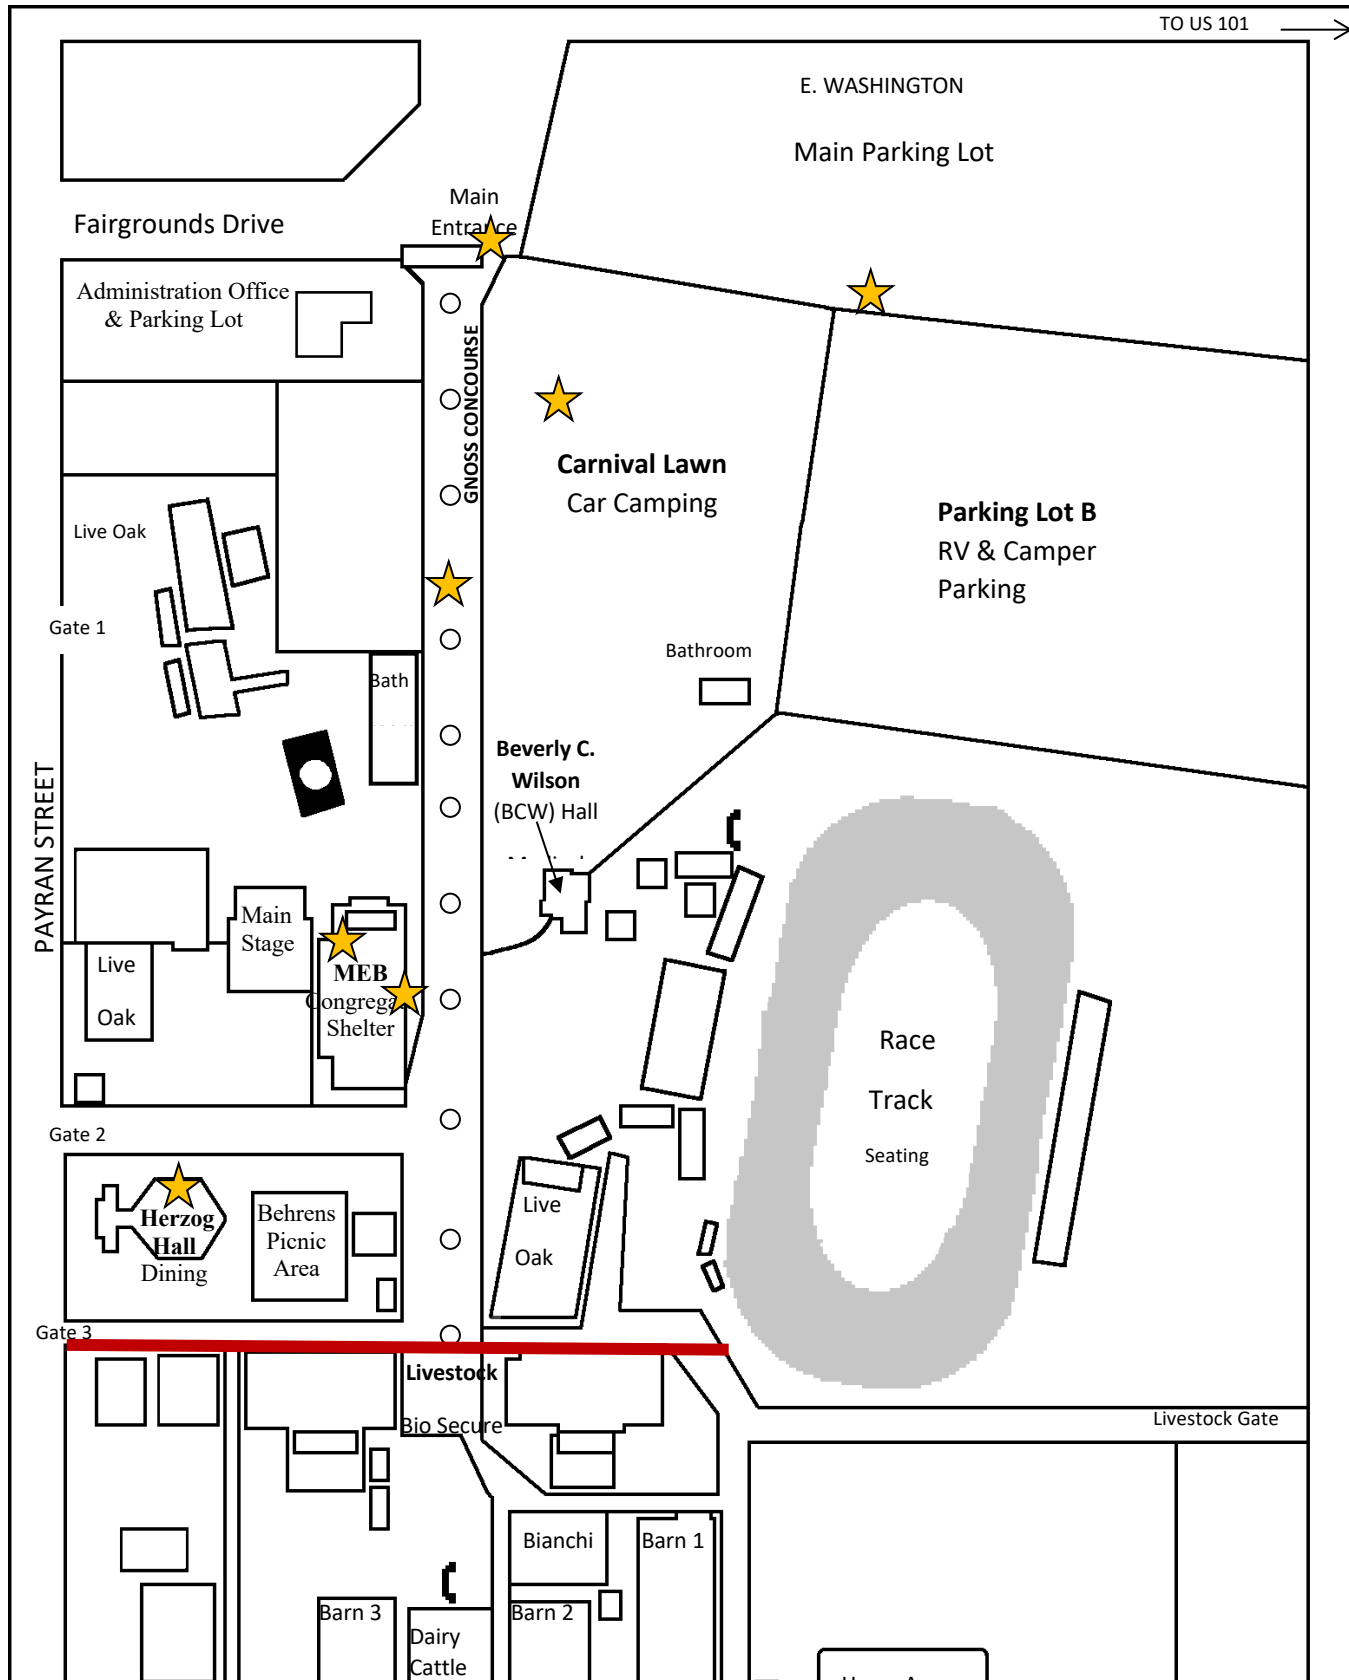 TO US 101
E. WASHINGTON
Main Parking Lot
Main
Entrance
Fairgrounds Drive
Administration Office
& Parking Lot
GNOSS CONCOURSE
Carnival Lawn
Car Camping
Parking Lot B
RV & Camper
Parking
Live Oak
Gate 1
Bath
Bathroom
Beverly C.
Wilson
(BCW) Hall
PAYRAN STREET
Main
Stage
Live
Oak
MEB
Congrega
Shelter
Race
Track
Seating
Gate 2
Herzog
Hall
Dining
Behrens
Picnic
Area
Live
Oak
Gate 3
Livestock
Bio Secure
Livestock Gate
Bianchi
Barn 1
Barn 3
Barn 2
Dairy
Cattle